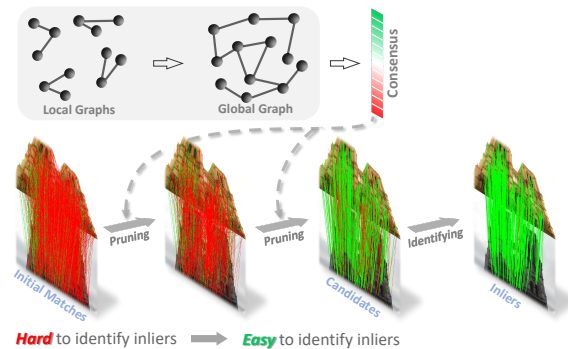 Local Graphs
Global Graph
Consensus
Pruning
Pruning
Identifying
Initial Matches
Candidates
Inliers
Hard to identify inliers
Easy to identify inliers